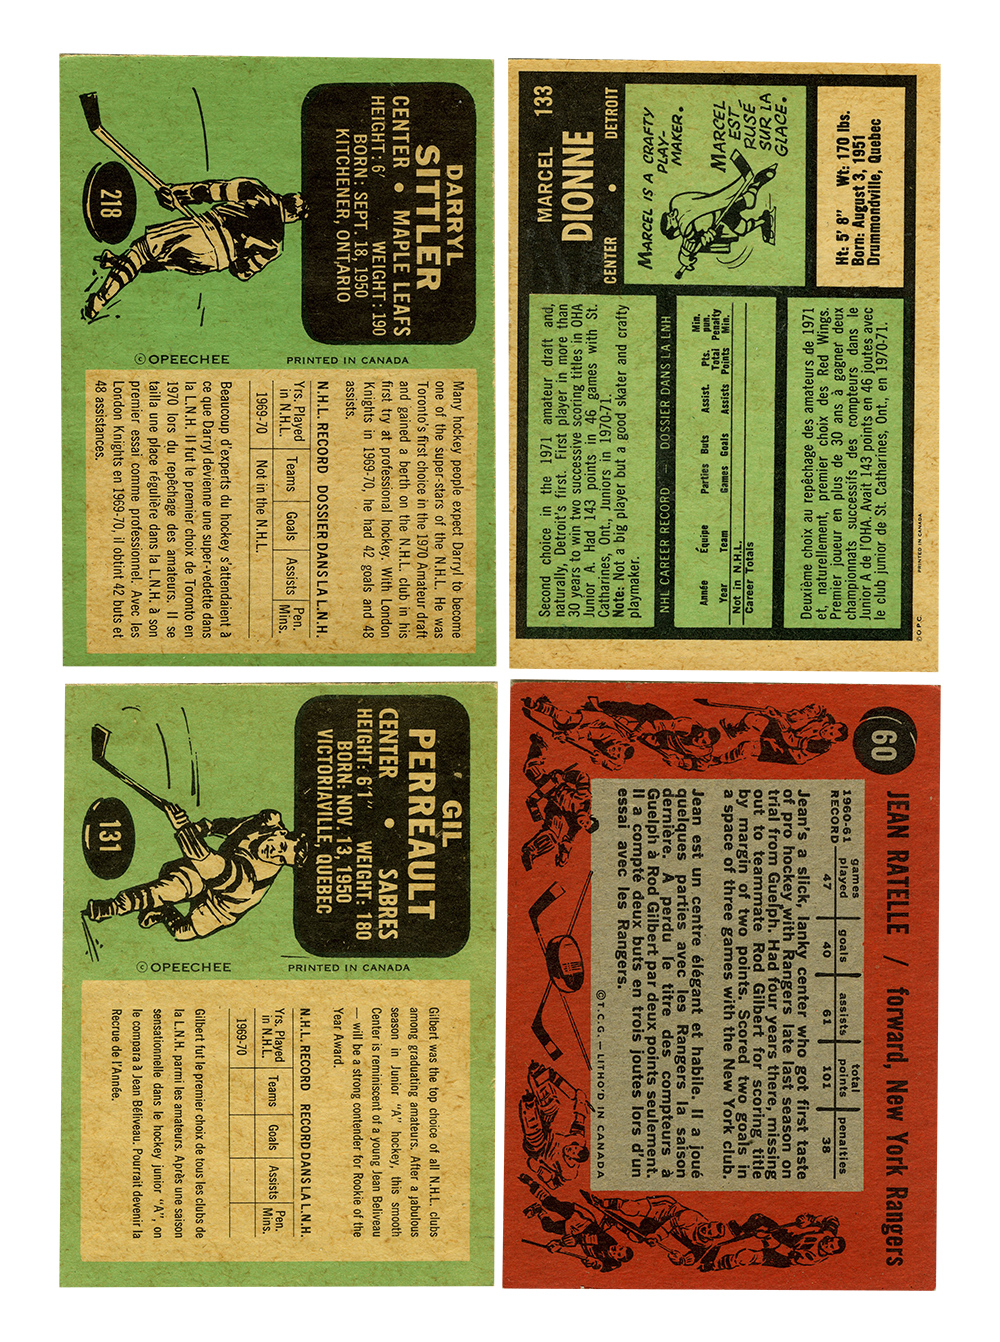 DARRYL
SITTLER
CENTER • MAPLE LEAFS
HEIGHT: 6' WEIGHT: 190
BORN: SEPT. 18, 1950
KITCHENER, ONTARIO
218
© OPEECHEE PRINTED IN CANADA
Many hockey people expect Darry! to become
one of the super-stars of the N.H.L. He was
Toronto's first choice in the 1970 Amateur draft
and gained a berth on the N.H.L. club in his
first try at professional hockey. With London
Knights in 1969-70, he had 42 goals and 48
assists.
N.H.L. RECORD DOSSIER DANS LA L.N.H.
Yrs. Played in N.H.L. Teams Goals Assists Pen. Mins.
1969-70 Not in the N.H.L.
Beaucoup d'experts du hockey s'attendaient à
ce que Darryl dévienne une super-vedette dans
la L.N.H. Il fut le premier choix de Toronto en
1970 lors du repêchage des amateurs. Il se
tailla une place régulière dans la L.N.H. à son
premier essai comme professionnel. Avec les
London Knights en 1969-70, il obtint 42 buts et
48 assistances.
133
MARCEL
DIONNE
CENTER • DETROIT
MARCEL IS A CRAFTY
PLAY-
MAKER.
MARCEL
EST
RUSÉ
SUR LA
GLACE.
Ht: 5' 8" Wt: 170 lbs.
Born: August 3, 1951
Drummondville, Quebec
Second choice in the 1971 amateur draft and,
naturally, Detroit's first. First player in more than
30 years to win two successive scoring titles in OHA
Junior A. Had 143 points in 46 games with St.
Catharines, Ont., Juniors in 1970-71.
Note: Not a big player but a good skater and crafty
playmaker.
NHL CAREER RECORD — DOSSIER DANS LA LNH
Min.
Pts. pun.
Année Équipe Parties Buts Assist. Total Penalty
Year Team Games Goals Assists Points Min.
Not in N.H.L.
Career Totals
Deuxième choix au repêchage des amateurs de 1971
et, naturellement, premier choix des Red Wings.
Premier joueur en plus de 30 ans à gagner deux
championnats successifs des compteurs dans le
Junior A de l'OHA. Avait 143 points en 46 joutes avec
le club junior de St. Catharines, Ont., en 1970-71.
©O.P.C. PRINTED IN CANADA
GIL
PERREAULT
CENTER • SABRES
HEIGHT: 6'1" WEIGHT: 180
BORN: NOV, 13, 1950
VICTORIAVILLE, QUEBEC
131
© OPEECHEE PRINTED IN CANADA
Gilbert was the top choice of all N.H.L. clubs
among graduating amateurs. After a jabulous
season in Junior "A" hockey, this smooth
Center is reminiscent of a young Jean Beliveau
— will be a strong contender for Rookie of the
Year Award.
N.H.L. RECORD RECORD DANS LA L.N.H.
Yrs. Played in N.H.L. Teams Goals Assists Pen. Mins.
1969-70
Gilbert fut le premier choix de tous les clubs de
la L.N.H. parmi les amateurs. Après une saison
sensationnelle dans le hockey junior "A", on
le compara à Jean Béliveau. Pourrait devenir la
Recrue de l'Année.
60
JEAN RATELLE / forward, New York Rangers
1960-61 games total
RECORD played goals assists points penalties
47 40 61 101 38
Jean's a slick, lanky center who got first taste
of pro hockey with Rangers late last season on
trial from Guelph. Had four years there, missing
out to teammate Rod Gilbert for scoring title
by margin of two points. Scored two goals in
a space of three games with the New York club.
Jean est un centre élégant et habile. Il a joué
quelques parties avec les Rangers la saison
dernière. À perdu le titre des compteurs à
Guelph à Rod Gilbert par deux points seulement.
Il a compté deux buts en trois joutes lors d'un
essai avec les Rangers.
©T.C.G.—LITHO'D IN CANADA